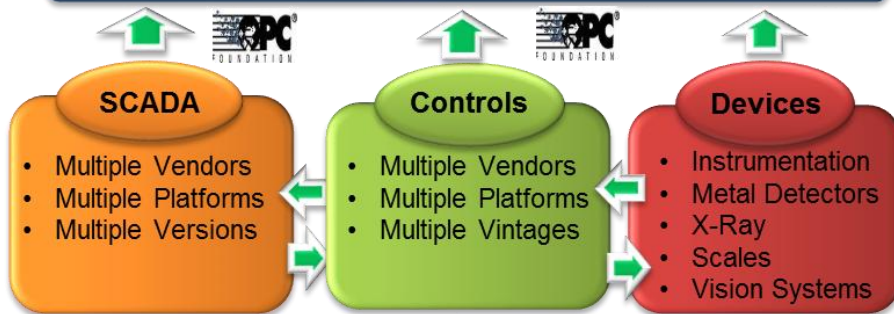 OPC®
FOUNDATION
OPC®
FOUNDATION
SCADA
• Multiple Vendors
• Multiple Platforms
• Multiple Versions
Controls
• Multiple Vendors
• Multiple Platforms
• Multiple Vintages
Devices
• Instrumentation
• Metal Detectors
• X-Ray
• Scales
• Vision Systems